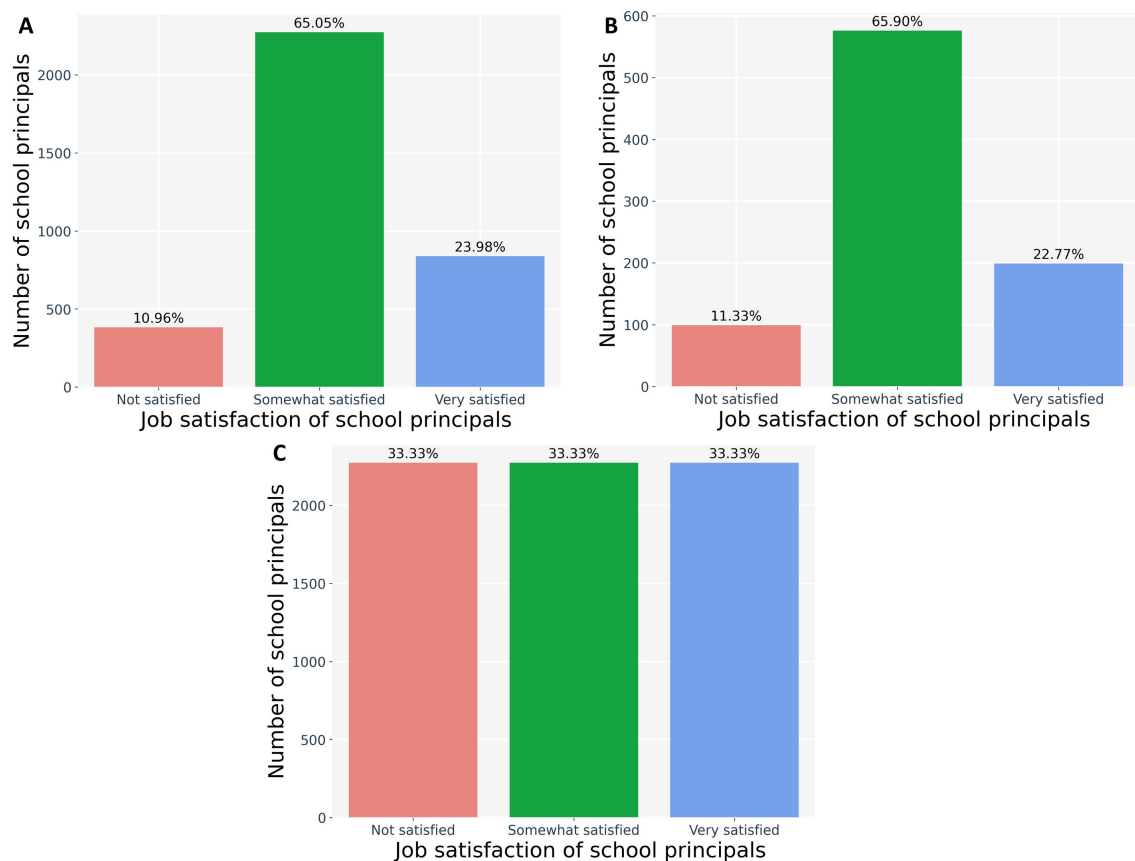 A
Number of school principals
2000
1500
1000
500
0
65.05%
23.98%
10.96%
Not satisfied Somewhat satisfied Very satisfied
Job satisfaction of school principals
B
Number of school principals
600
500
400
300
200
100
0
65.90%
22.77%
11.33%
Not satisfied Somewhat satisfied Very satisfied
Job satisfaction of school principals
C
Number of school principals
2000
1500
1000
500
0
33.33% 33.33% 33.33%
Not satisfied Somewhat satisfied Very satisfied
Job satisfaction of school principals